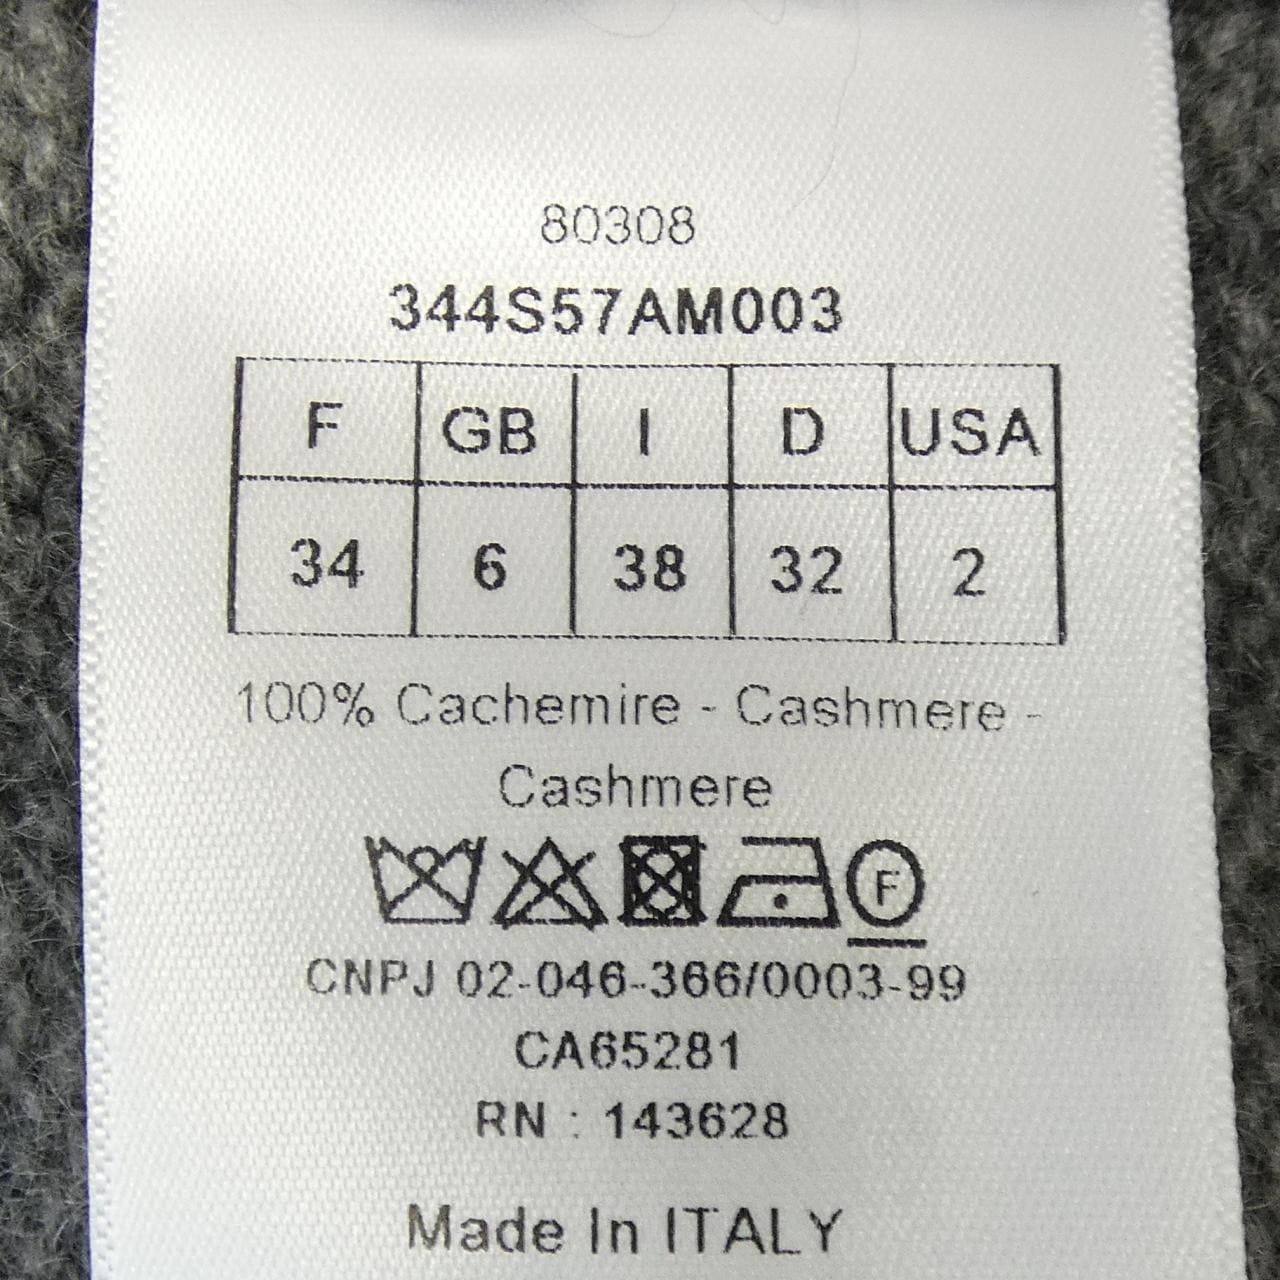 80308
344S57AM003
F GB I D USA
34 6 38 32 2
100% Cachemire - Cashmere -
Cashmere
F
CNPJ 02-046-366/0003-99
CA65281
RN : 143628
Made In ITALY